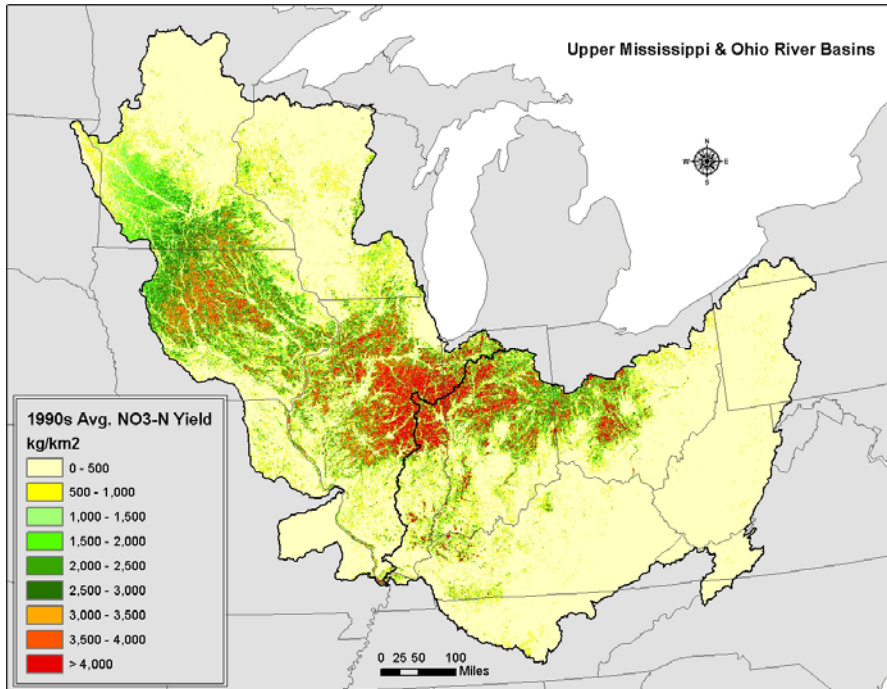 Upper Mississippi & Ohio River Basins
N
W E
S
1990s Avg. NO3-N Yield
kg/km2
0 - 500
500 - 1,000
1,000 - 1,500
1,500 - 2,000
2,000 - 2,500
2,500 - 3,000
3,000 - 3,500
3,500 - 4,000
> 4,000
0 25 50 100
Miles